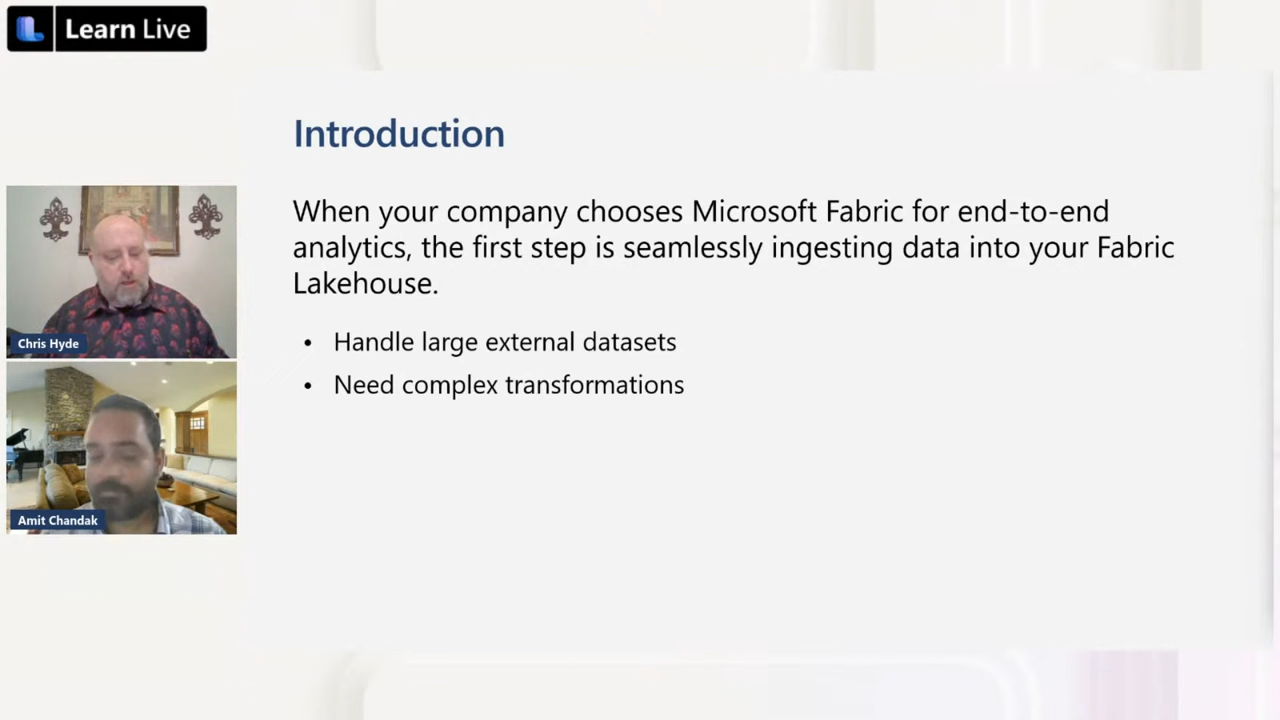 Learn Live
Introduction
When your company chooses Microsoft Fabric for end-to-end
analytics, the first step is seamlessly ingesting data into your Fabric
Lakehouse.
• Handle large external datasets
• Need complex transformations
Chris Hyde
Amit Chandak